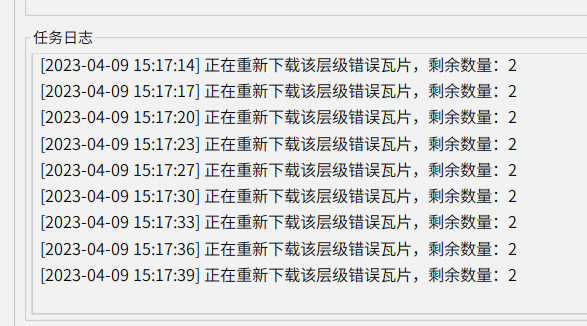 任务日志
[2023-04-09 15:17:14] 正在重新下载该层级错误瓦片，剩余数量：2
[2023-04-09 15:17:17] 正在重新下载该层级错误瓦片，剩余数量：2
[2023-04-09 15:17:20] 正在重新下载该层级错误瓦片，剩余数量：2
[2023-04-09 15:17:23] 正在重新下载该层级错误瓦片，剩余数量：2
[2023-04-09 15:17:27] 正在重新下载该层级错误瓦片，剩余数量：2
[2023-04-09 15:17:30] 正在重新下载该层级错误瓦片，剩余数量：2
[2023-04-09 15:17:33] 正在重新下载该层级错误瓦片，剩余数量：2
[2023-04-09 15:17:36] 正在重新下载该层级错误瓦片，剩余数量：2
[2023-04-09 15:17:39] 正在重新下载该层级错误瓦片，剩余数量：2